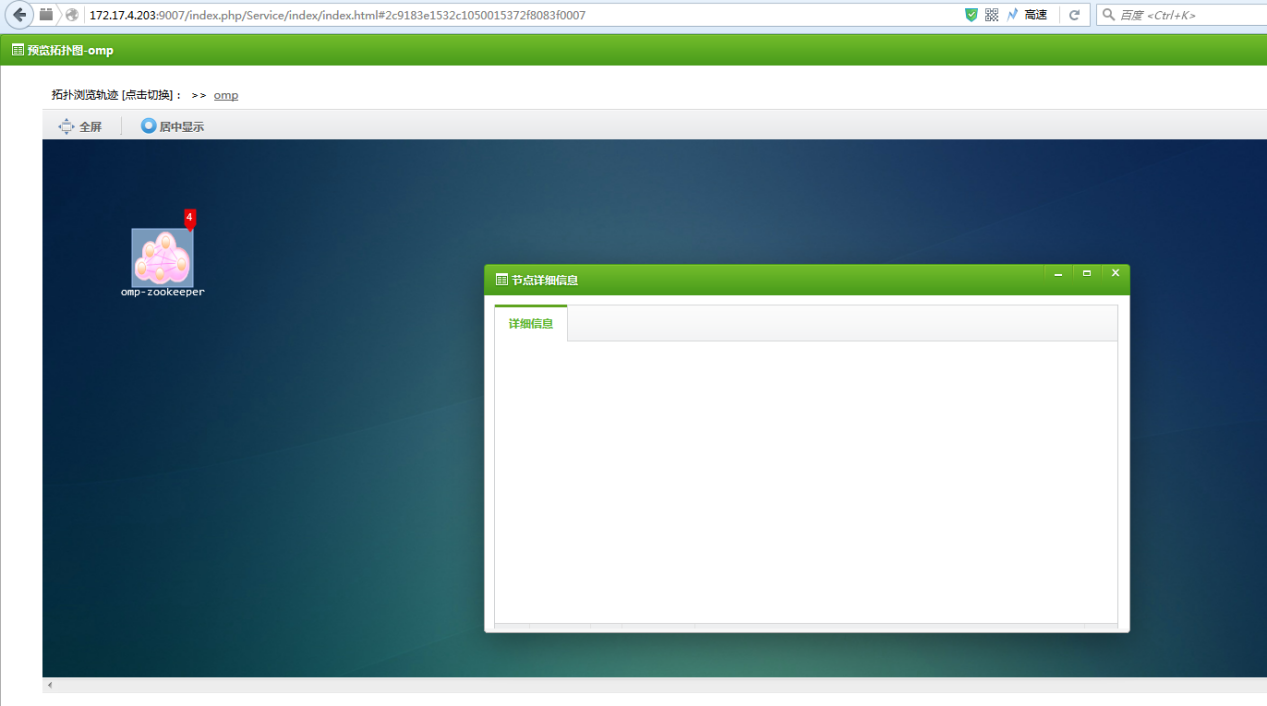 172.17.4.203:9007/index.php/Service/index/index.html#2c9183e1532c1050015372f8083f0007
高速
百度 <Ctrl+K>
预览拓扑图-omp
拓扑浏览轨迹 [点击切换]： >> omp
全屏
居中显示
4
omp-zookeeper
节点详细信息
详细信息